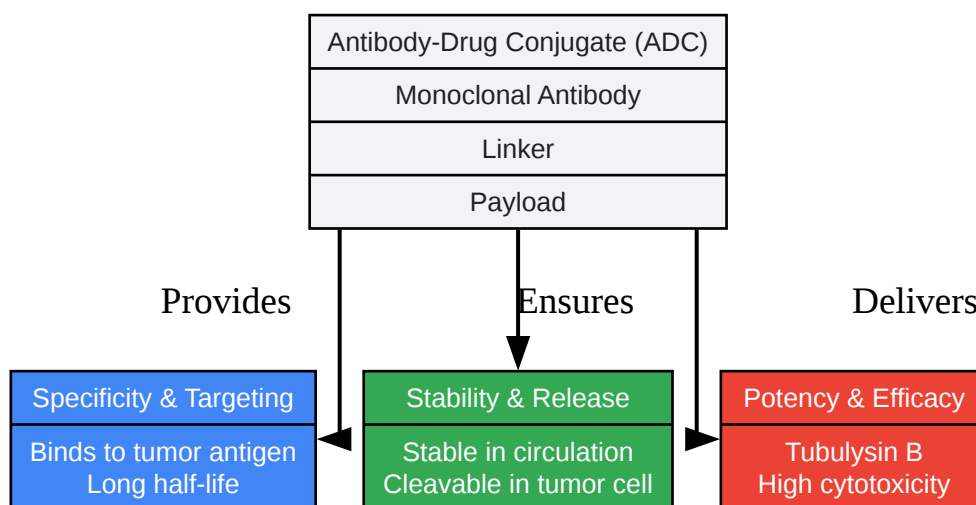 Antibody-Drug Conjugate (ADC)
Monoclonal Antibody
Linker
Payload
Provides
Ensures
Delivers
Specificity & Targeting
Binds to tumor antigen
Long half-life
Stability & Release
Stable in circulation
Cleavable in tumor cell
Potency & Efficacy
Tubulysin B
High cytotoxicity